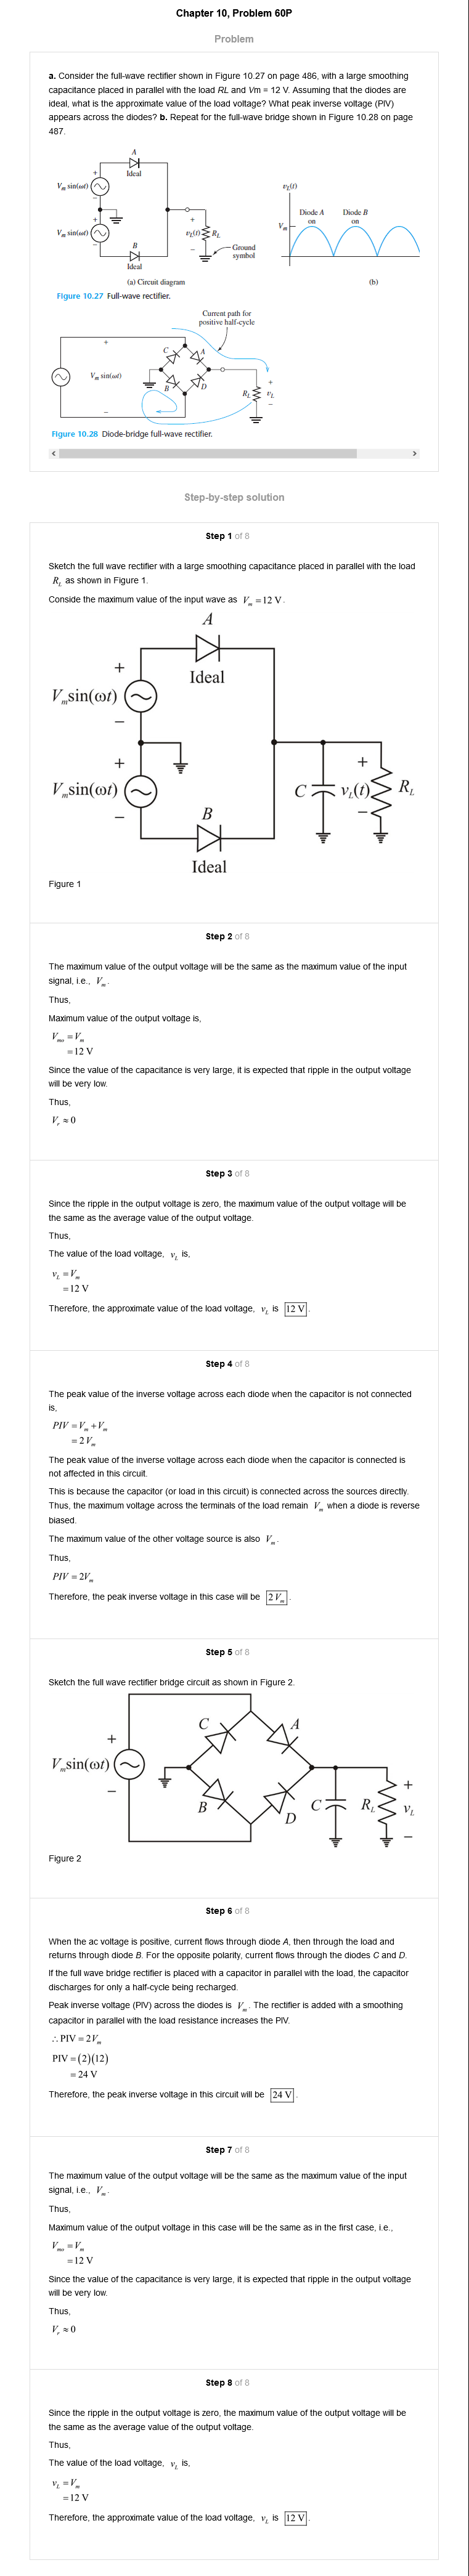 Chapter 10, Problem 60P
Problem
a. Consider the full-wave rectifier shown in Figure 10.27 on page 486, with a large smoothing
capacitance placed in parallel with the load RL and Vm = 12 V. Assuming that the diodes are
ideal, what is the approximate value of the load voltage? What peak inverse voltage (PIV)
appears across the diodes? b. Repeat for the full-wave bridge shown in Figure 10.28 on page
487.
A
Ideal
+
V_m sin(ωt)
−
+
V_m sin(ωt)
−
+
v_L(t) R_L
−
B
Ideal
Ground
symbol
(a) Circuit diagram
v_L(t)
V_m
Diode A
on
Diode B
on
(b)
Figure 10.27 Full-wave rectifier.
Current path for
positive half-cycle
+
V_m sin(ωt)
−
C
A
B
D
R_L
+
v_L
−
Figure 10.28 Diode-bridge full-wave rectifier.
Step-by-step solution
Step 1 of 8
Sketch the full wave rectifier with a large smoothing capacitance placed in parallel with the load
R_L as shown in Figure 1.
Conside the maximum value of the input wave as V_m = 12 V.
A
Ideal
+
V_m sin(ωt)
−
+
V_m sin(ωt)
−
B
Ideal
C
+
v_L(t)
−
R_L
Figure 1
Step 2 of 8
The maximum value of the output voltage will be the same as the maximum value of the input
signal, i.e., V_m.
Thus,
Maximum value of the output voltage is,
V_mo = V_m
= 12 V
Since the value of the capacitance is very large, it is expected that ripple in the output voltage
will be very low.
Thus,
V_r ≈ 0
Step 3 of 8
Since the ripple in the output voltage is zero, the maximum value of the output voltage will be
the same as the average value of the output voltage.
Thus,
The value of the load voltage, v_L is,
v_L = V_m
= 12 V
Therefore, the approximate value of the load voltage, v_L is 12 V.
Step 4 of 8
The peak value of the inverse voltage across each diode when the capacitor is not connected
is,
PIV = V_m + V_m
= 2 V_m
The peak value of the inverse voltage across each diode when the capacitor is connected is
not affected in this circuit.
This is because the capacitor (or load in this circuit) is connected across the sources directly.
Thus, the maximum voltage across the terminals of the load remain V_m when a diode is reverse
biased.
The maximum value of the other voltage source is also V_m.
Thus,
PIV = 2V_m
Therefore, the peak inverse voltage in this case will be 2 V_m.
Step 5 of 8
Sketch the full wave rectifier bridge circuit as shown in Figure 2.
+
V_m sin(ωt)
−
C
A
B
D
C
R_L
+
v_L
−
Figure 2
Step 6 of 8
When the ac voltage is positive, current flows through diode A, then through the load and
returns through diode B. For the opposite polarity, current flows through the diodes C and D.
If the full wave bridge rectifier is placed with a capacitor in parallel with the load, the capacitor
discharges for only a half-cycle being recharged.
Peak inverse voltage (PIV) across the diodes is V_m. The rectifier is added with a smoothing
capacitor in parallel with the load resistance increases the PIV.
∴ PIV = 2V_m
PIV = (2)(12)
= 24 V
Therefore, the peak inverse voltage in this circuit will be 24 V.
Step 7 of 8
The maximum value of the output voltage will be the same as the maximum value of the input
signal, i.e., V_m.
Thus,
Maximum value of the output voltage in this case will be the same as in the first case, i.e.,
V_mo = V_m
= 12 V
Since the value of the capacitance is very large, it is expected that ripple in the output voltage
will be very low.
Thus,
V_r ≈ 0
Step 8 of 8
Since the ripple in the output voltage is zero, the maximum value of the output voltage will be
the same as the average value of the output voltage.
Thus,
The value of the load voltage, v_L is,
v_L = V_m
= 12 V
Therefore, the approximate value of the load voltage, v_L is 12 V.